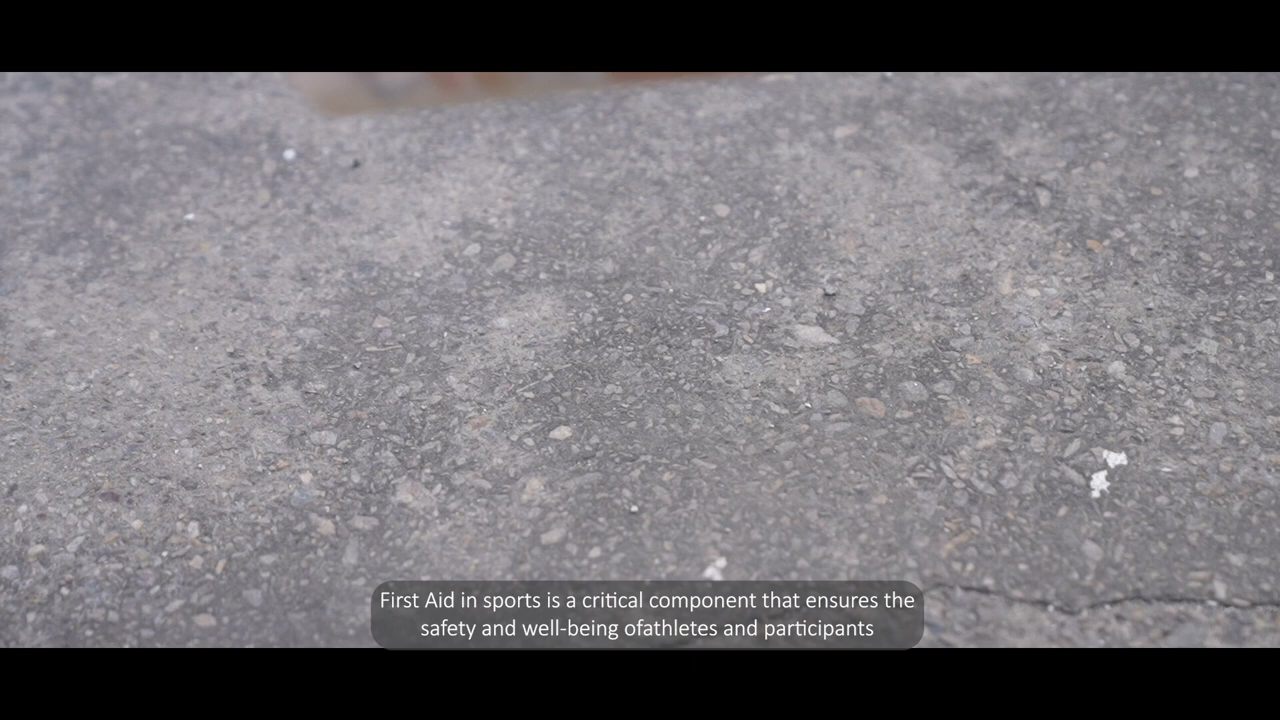 First Aid in sports is a critical component that ensures the
safety and well-being ofathletes and participants